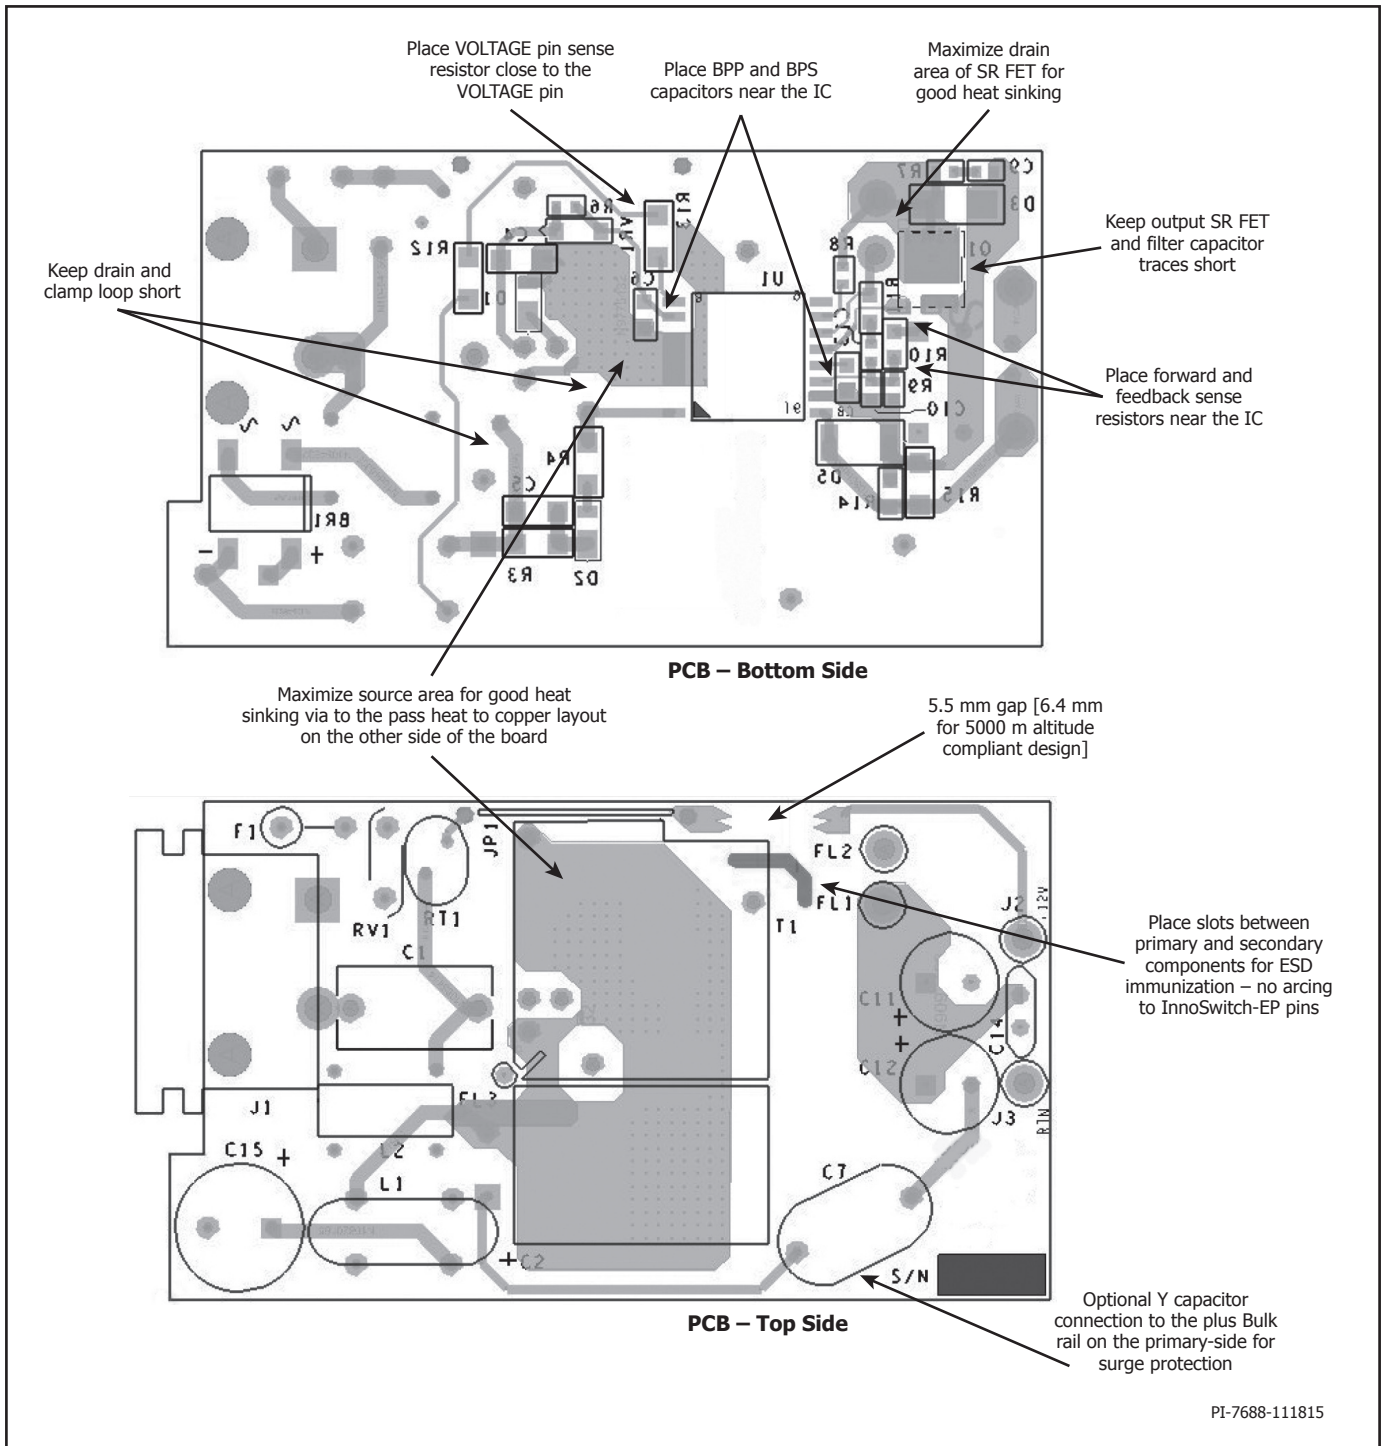 Place VOLTAGE pin sense
resistor close to the
VOLTAGE pin
Place BPP and BPS
capacitors near the IC
Maximize drain
area of SR FET for
good heat sinking
Keep drain and
clamp loop short
Keep output SR FET
and filter capacitor
traces short
Place forward and
feedback sense
resistors near the IC
R12
C4
R6
VR1
R13
C6
D1
U1
R8
R7
C9
D3
Q1
R10
R9
C10
R4
C5
R3
D2
D5
R14
R15
BR1
- +
PCB – Bottom Side
Maximize source area for good heat
sinking via to the pass heat to copper layout
on the other side of the board
5.5 mm gap [6.4 mm
for 5000 m altitude
compliant design]
F1
RV1
RT1
JP1
C1
T1
FL2
FL1
J2
+12V
C11
+
+
C12
C14
J3
RTN
FL3
J1
L2
C15 +
L1
+C2
C7
S/N
Place slots between
primary and secondary
components for ESD
immunization – no arcing
to InnoSwitch-EP pins
PCB – Top Side
Optional Y capacitor
connection to the plus Bulk
rail on the primary-side for
surge protection
PI-7688-111815